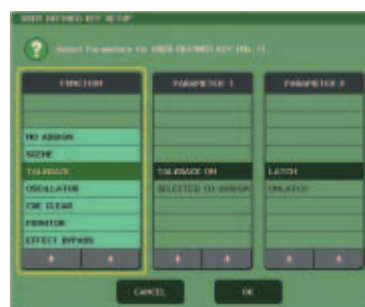 USER DEFINED KEY SETUP
Select Parameters for USER DEFINED KEY [No. 1].
FUNCTION
PARAMETER 1
PARAMETER 2
NO ASSIGN
SCENE
TALKBACK
OSCILLATOR
CUE CLEAR
MONITOR
EFFECT BYPASS
TALKBACK ON
SELECTED CH ASSIGN
LATCH
UNLATCH
CANCEL
OK